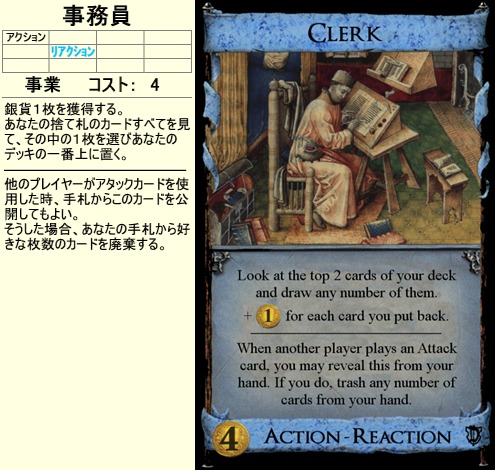 事務員
アクション
リアクション
事業 コスト: 4
銀貨1枚を獲得する。
あなたの捨て札のカードすべてを見
て、その中の1枚を選びあなたの
デッキの一番上に置く。
他のプレイヤーがアタックカードを使
用した時、手札からこのカードを公
開してもよい。
そうした場合、あなたの手札から好
きな枚数のカードを廃棄する。
CLERK
Look at the top 2 cards of your deck
and draw any number of them.
+ 1 for each card you put back.
When another player plays an Attack
card, you may reveal this from your
hand. If you do, trash any number of
cards from your hand.
4 ACTION - REACTION